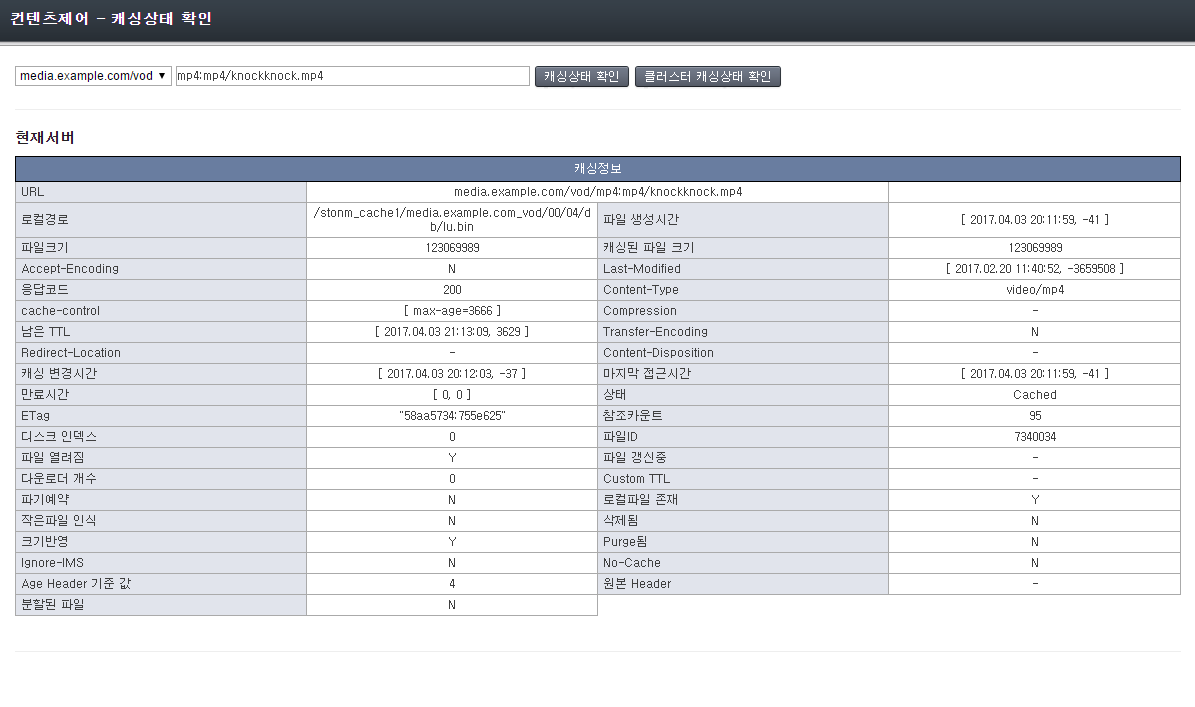 컨텐츠제어 - 캐싱상태 확인
media.example.com/vod ▼ mp4:mp4/knockknock.mp4 캐싱상태 확인 클러스터 캐싱상태 확인
현재서버
캐싱정보
URL media.example.com/vod/mp4:mp4/knockknock.mp4
로컬경로 /stonm_cache1/media.example.com_vod/00/04/d
b/lu.bin 파일 생성시간 [ 2017.04.03 20:11:59, -41 ]
파일크기 123069989 캐싱된 파일 크기 123069989
Accept-Encoding N Last-Modified [ 2017.02.20 11:40:52, -3659508 ]
응답코드 200 Content-Type video/mp4
cache-control [ max-age=3666 ] Compression -
남은 TTL [ 2017.04.03 21:13:09, 3629 ] Transfer-Encoding N
Redirect-Location - Content-Disposition -
캐싱 변경시간 [ 2017.04.03 20:12:03, -37 ] 마지막 접근시간 [ 2017.04.03 20:11:59, -41 ]
만료시간 [ 0, 0 ] 상태 Cached
ETag "58aa5734:755e625" 참조카운트 95
디스크 인덱스 0 파일ID 7340034
파일 열려짐 Y 파일 갱신중 -
다운로더 개수 0 Custom TTL -
파기예약 N 로컬파일 존재 Y
작은파일 인식 N 삭제됨 N
크기반영 Y Purge됨 N
Ignore-IMS N No-Cache N
Age Header 기준 값 4 원본 Header -
분할된 파일 N